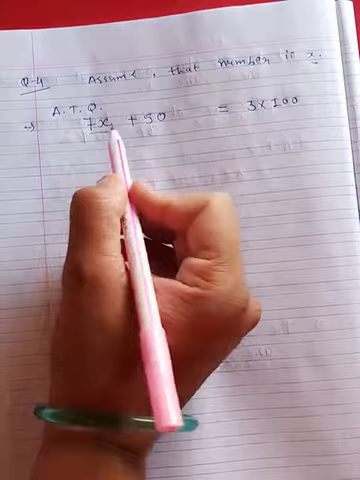 Q-4 Assume, that number is x.
A.T.Q.
→ 7x + 50 = 3×100